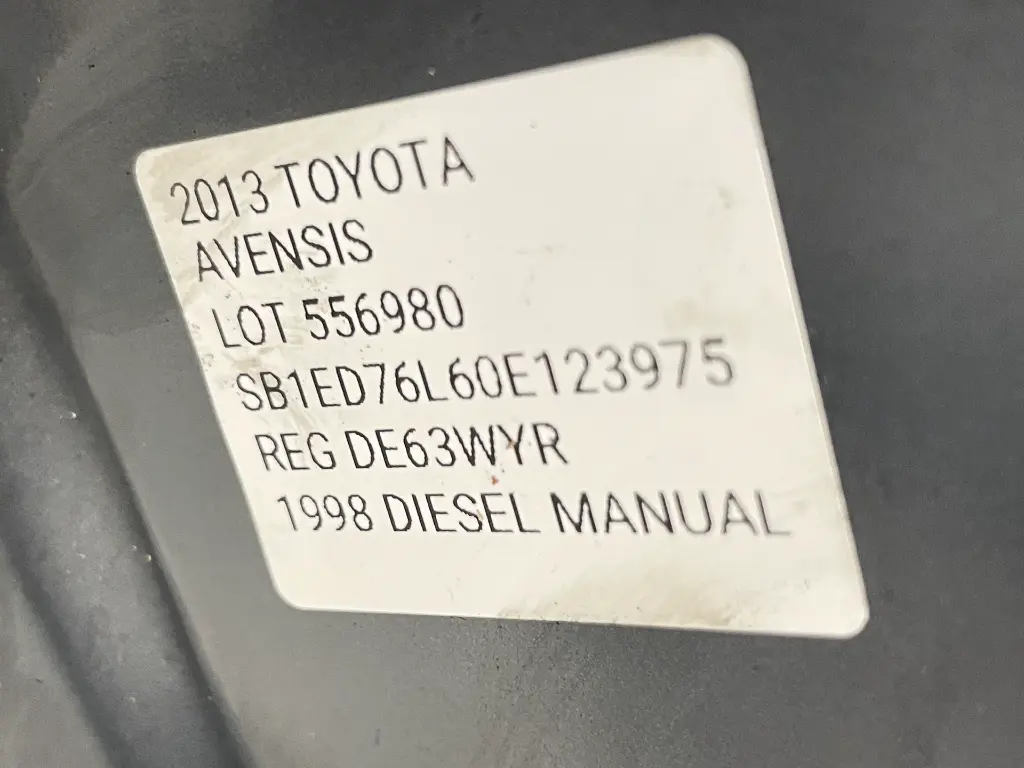 2013 TOYOTA
AVENSIS
LOT 556980
SB1ED76L60E123975
REG DE63WYR
1998 DIESEL MANUAL